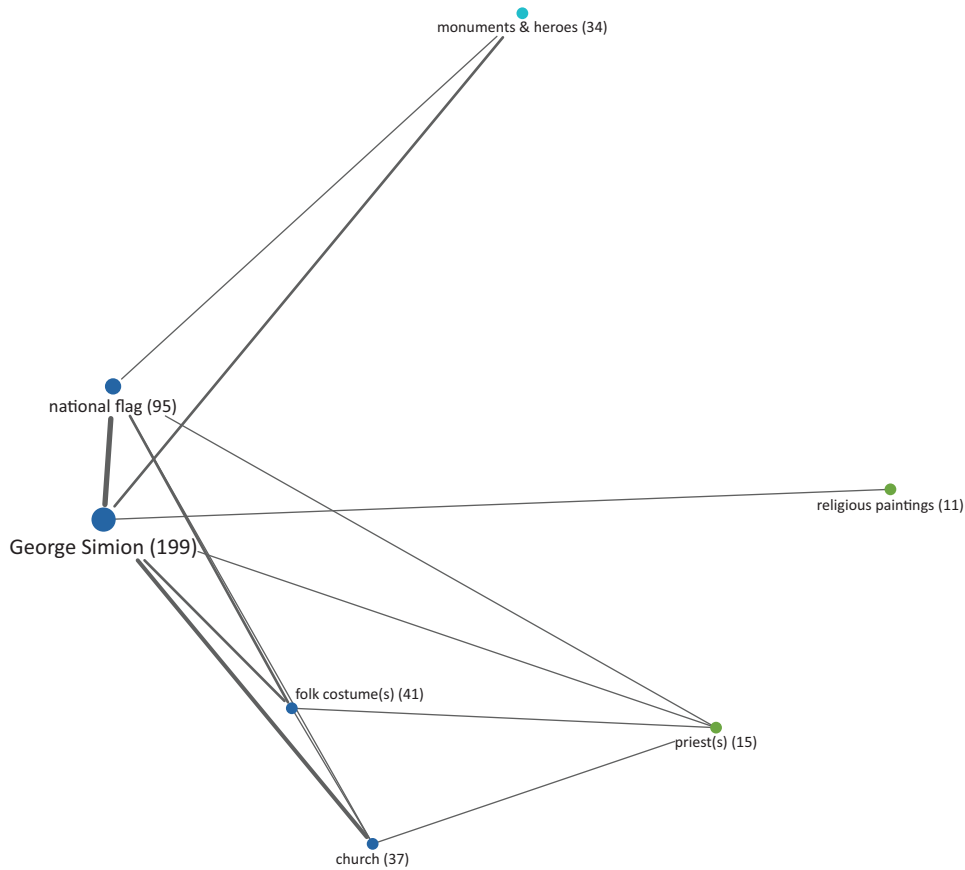 monuments & heroes (34)
national flag (95)
religious paintings (11)
George Simion (199)
folk costume(s) (41)
priest(s) (15)
church (37)